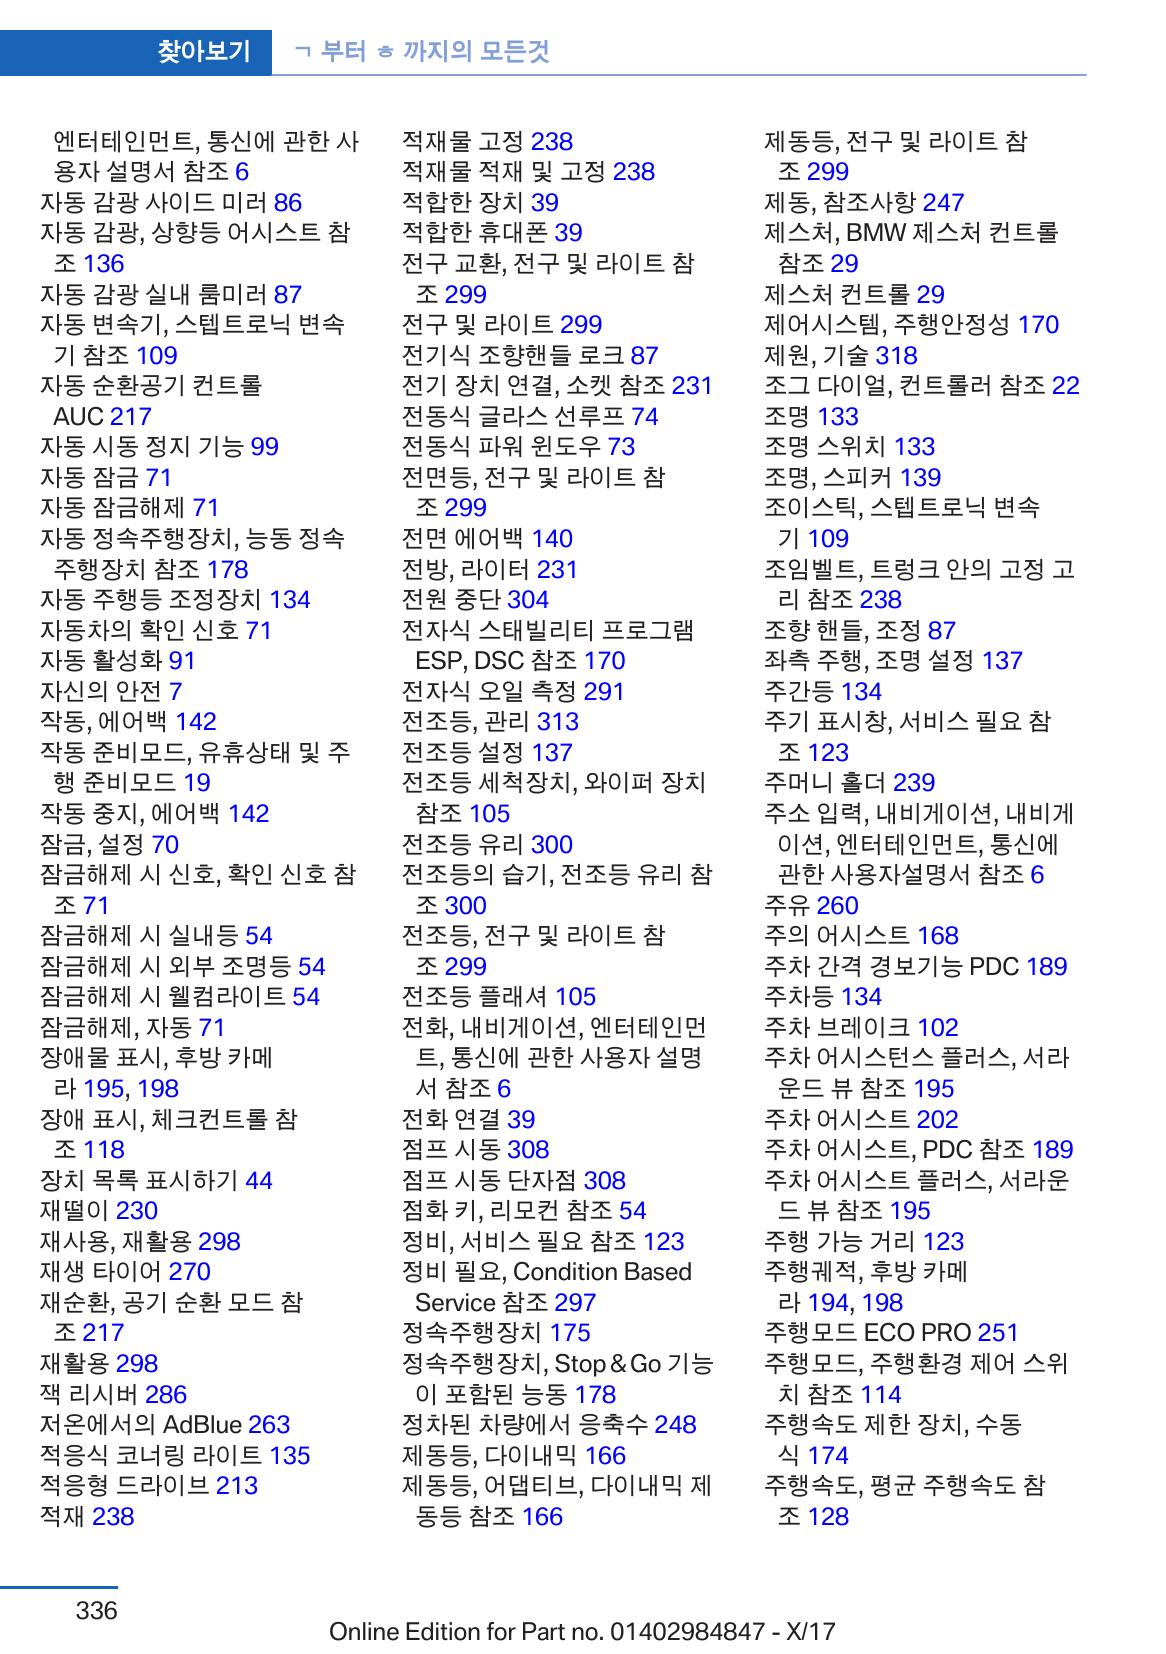 찾아보기
ㄱ 부터 ㅎ 까지의 모든것
엔터테인먼트, 통신에 관한 사
용자 설명서 참조 6
자동 감광 사이드 미러 86
자동 감광, 상향등 어시스트 참
조 136
자동 감광 실내 룸미러 87
자동 변속기, 스텝트로닉 변속
기 참조 109
자동 순환공기 컨트롤
AUC 217
자동 시동 정지 기능 99
자동 잠금 71
자동 잠금해제 71
자동 정속주행장치, 능동 정속
주행장치 참조 178
자동 주행등 조정장치 134
자동차의 확인 신호 71
자동 활성화 91
자신의 안전 7
작동, 에어백 142
작동 준비모드, 유휴상태 및 주
행 준비모드 19
작동 중지, 에어백 142
잠금, 설정 70
잠금해제 시 신호, 확인 신호 참
조 71
잠금해제 시 실내등 54
잠금해제 시 외부 조명등 54
잠금해제 시 웰컴라이트 54
잠금해제, 자동 71
장애물 표시, 후방 카메
라 195, 198
장애 표시, 체크컨트롤 참
조 118
장치 목록 표시하기 44
재떨이 230
재사용, 재활용 298
재생 타이어 270
재순환, 공기 순환 모드 참
조 217
재활용 298
잭 리시버 286
저온에서의 AdBlue 263
적응식 코너링 라이트 135
적응형 드라이브 213
적재 238
적재물 고정 238
적재물 적재 및 고정 238
적합한 장치 39
적합한 휴대폰 39
전구 교환, 전구 및 라이트 참
조 299
전구 및 라이트 299
전기식 조향핸들 로크 87
전기 장치 연결, 소켓 참조 231
전동식 글라스 선루프 74
전동식 파워 윈도우 73
전면등, 전구 및 라이트 참
조 299
전면 에어백 140
전방, 라이터 231
전원 중단 304
전자식 스태빌리티 프로그램
ESP, DSC 참조 170
전자식 오일 측정 291
전조등, 관리 313
전조등 설정 137
전조등 세척장치, 와이퍼 장치
참조 105
전조등 유리 300
전조등의 습기, 전조등 유리 참
조 300
전조등, 전구 및 라이트 참
조 299
전조등 플래셔 105
전화, 내비게이션, 엔터테인먼
트, 통신에 관한 사용자 설명
서 참조 6
전화 연결 39
점프 시동 308
점프 시동 단자점 308
점화 키, 리모컨 참조 54
정비, 서비스 필요 참조 123
정비 필요, Condition Based
Service 참조 297
정속주행장치 175
정속주행장치, Stop & Go 기능
이 포함된 능동 178
정차된 차량에서 응축수 248
제동등, 다이내믹 166
제동등, 어댑티브, 다이내믹 제
동등 참조 166
제동등, 전구 및 라이트 참
조 299
제동, 참조사항 247
제스처, BMW 제스처 컨트롤
참조 29
제스처 컨트롤 29
제어시스템, 주행안정성 170
제원, 기술 318
조그 다이얼, 컨트롤러 참조 22
조명 133
조명 스위치 133
조명, 스피커 139
조이스틱, 스텝트로닉 변속
기 109
조임벨트, 트렁크 안의 고정 고
리 참조 238
조향 핸들, 조정 87
좌측 주행, 조명 설정 137
주간등 134
주기 표시창, 서비스 필요 참
조 123
주머니 홀더 239
주소 입력, 내비게이션, 내비게
이션, 엔터테인먼트, 통신에
관한 사용자설명서 참조 6
주유 260
주의 어시스트 168
주차 간격 경보기능 PDC 189
주차등 134
주차 브레이크 102
주차 어시스턴스 플러스, 서라
운드 뷰 참조 195
주차 어시스트 202
주차 어시스트, PDC 참조 189
주차 어시스트 플러스, 서라운
드 뷰 참조 195
주행 가능 거리 123
주행궤적, 후방 카메
라 194, 198
주행모드 ECO PRO 251
주행모드, 주행환경 제어 스위
치 참조 114
주행속도 제한 장치, 수동
식 174
주행속도, 평균 주행속도 참
조 128
336
Online Edition for Part no. 01402984847 - X/17